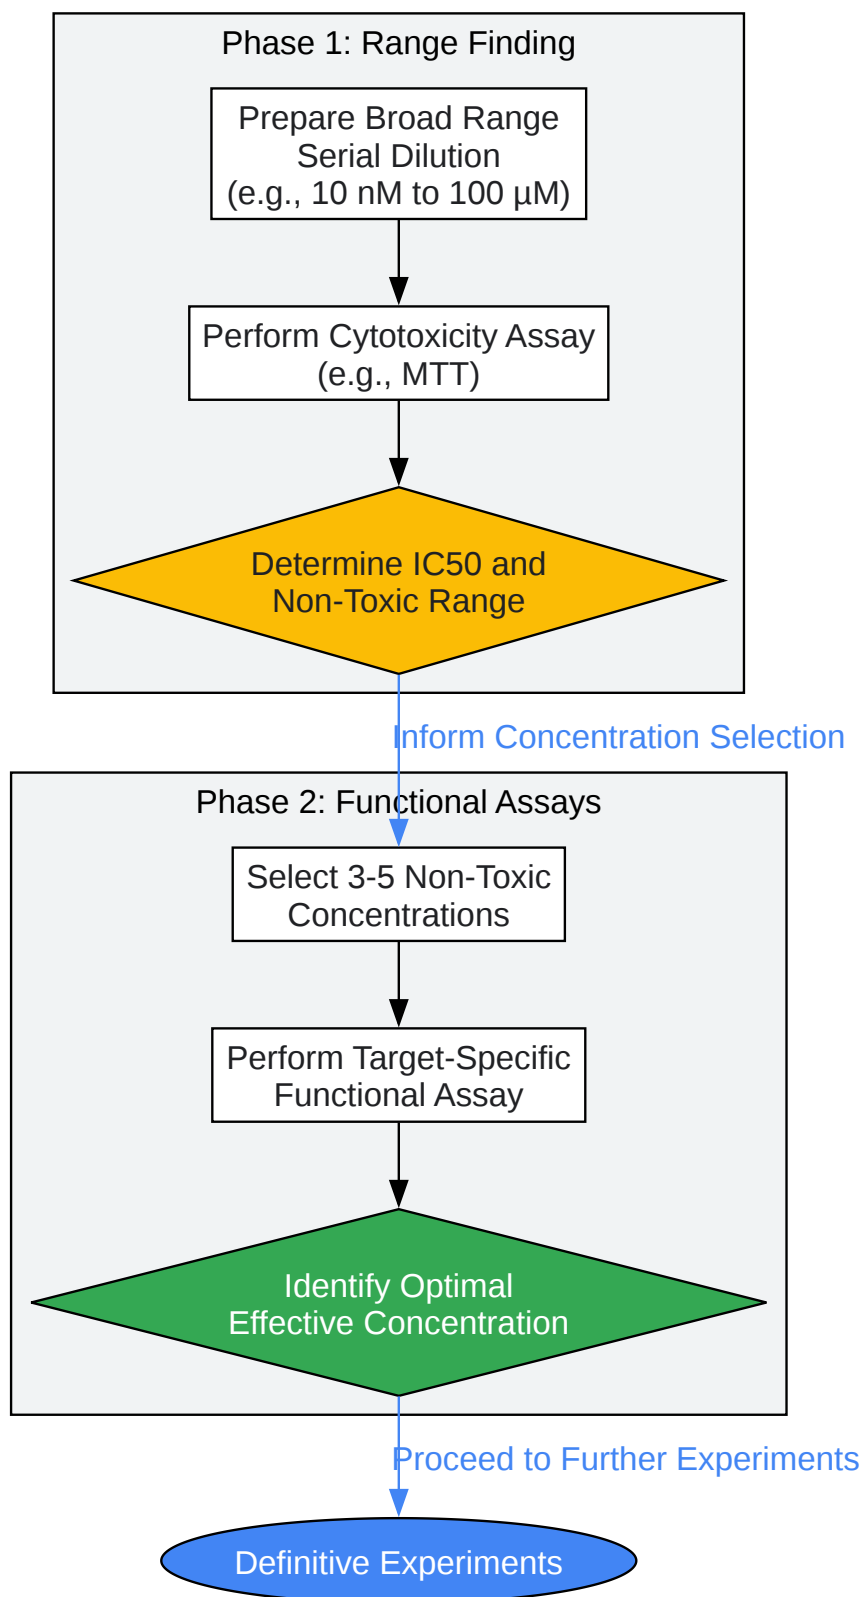 Phase 1: Range Finding
Prepare Broad Range
Serial Dilution
(e.g., 10 nM to 100 µM)
Perform Cytotoxicity Assay
(e.g., MTT)
Determine IC50 and
Non-Toxic Range
Inform Concentration Selection
Phase 2: Functional Assays
Select 3-5 Non-Toxic
Concentrations
Perform Target-Specific
Functional Assay
Identify Optimal
Effective Concentration
Proceed to Further Experiments
Definitive Experiments